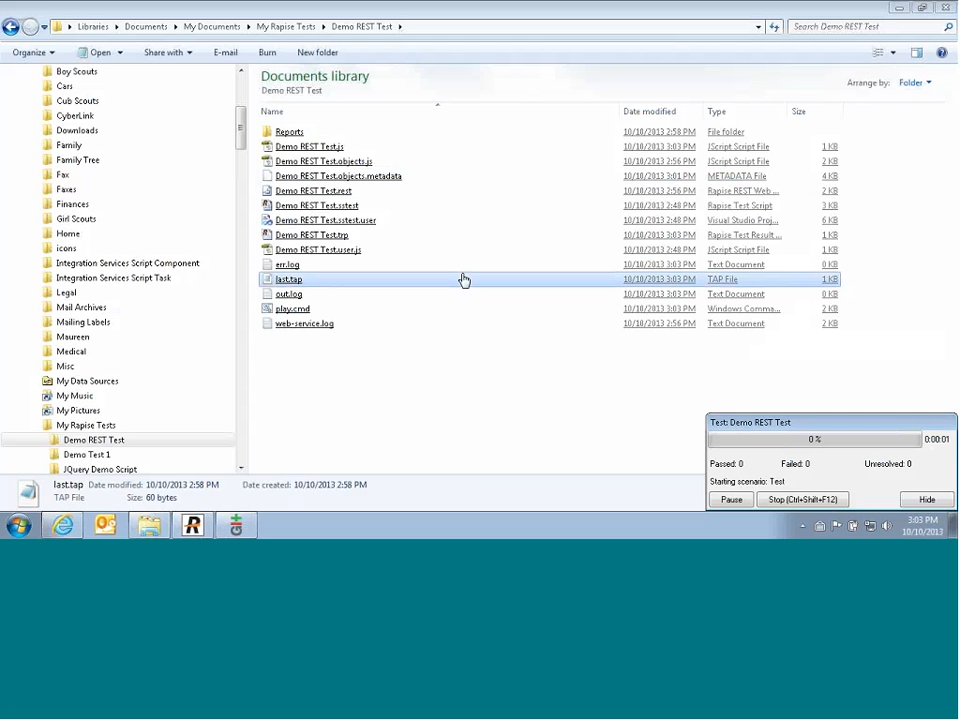 Libraries ▸ Documents ▸ My Documents ▸ My Rapise Tests ▸ Demo REST Test ▸
Search Demo REST Test
Organize Open Share with E-mail Burn New folder
Boy Scouts
Cars
Cub Scouts
CyberLink
Downloads
Family
Family Tree
Fax
Faxes
Finances
Girl Scouts
Home
icons
Integration Services Script Component
Integration Services Script Task
Legal
Mail Archives
Mailing Labels
Maureen
Medical
Misc
My Data Sources
My Music
My Pictures
My Rapise Tests
Demo REST Test
Demo Test 1
JQuery Demo Script
Documents library
Demo REST Test
Arrange by: Folder
Name Date modified Type Size
Reports 10/10/2013 2:58 PM File folder
Demo REST Test.js 10/10/2013 3:03 PM JScript Script File 1 KB
Demo REST Test.objects.js 10/10/2013 2:56 PM JScript Script File 2 KB
Demo REST Test.objects.metadata 10/10/2013 3:01 PM METADATA File 4 KB
Demo REST Test.rest 10/10/2013 2:56 PM Rapise REST Web ... 2 KB
Demo REST Test.sstest 10/10/2013 3:03 PM Rapise Test Script 3 KB
Demo REST Test.sstest.user 10/10/2013 2:48 PM Visual Studio Proj... 6 KB
Demo REST Test.trp 10/10/2013 3:03 PM Rapise Test Result ... 1 KB
Demo REST Test.user.js 10/10/2013 2:48 PM JScript Script File 1 KB
err.log 10/10/2013 3:03 PM Text Document 0 KB
last.tap 10/10/2013 3:03 PM TAP File 1 KB
out.log 10/10/2013 3:03 PM Text Document 0 KB
play.cmd 10/10/2013 3:03 PM Windows Comma... 2 KB
web-service.log 10/10/2013 2:56 PM Text Document 2 KB
last.tap Date modified: 10/10/2013 2:58 PM Date created: 10/10/2013 2:58 PM
TAP File Size: 60 bytes
Test: Demo REST Test
0 % 0:00:01
Passed: 0 Failed: 0 Unresolved: 0
Starting scenario: Test
Pause Stop (Ctrl+Shift+F12) Hide
3:03 PM
10/10/2013